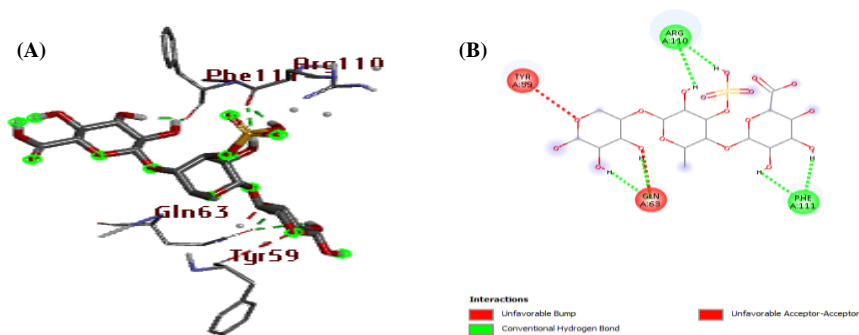 (A)
Phe111
Arg110
Gln63
Tyr59
(B)
ARG
A:110
TYR
A:59
H
H
H
H
H
H
GLN
A:63
PHE
A:111
Interactions
Unfavorable Bump
Unfavorable Acceptor-Acceptor
Conventional Hydrogen Bond